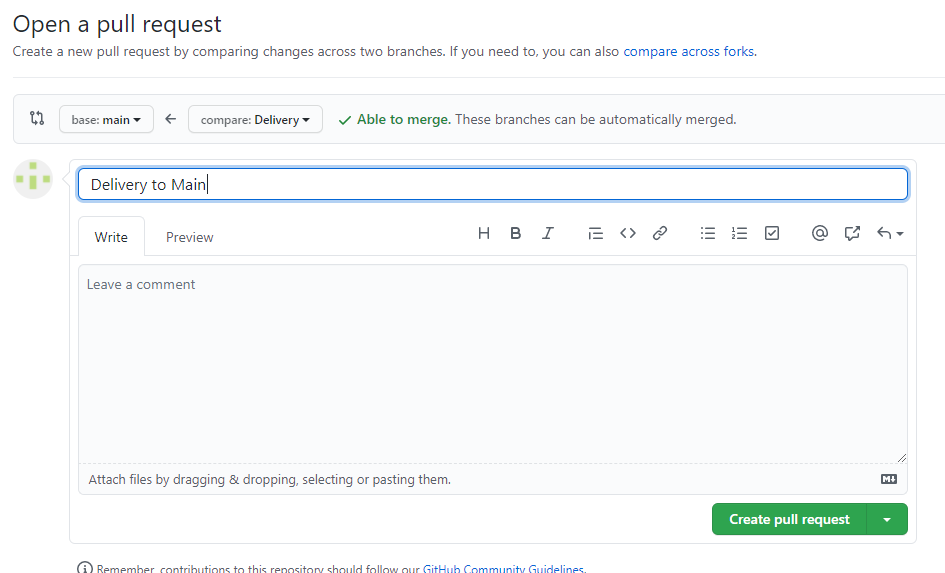 Open a pull request
Create a new pull request by comparing changes across two branches. If you need to, you can also compare across forks.
base: main compare: Delivery Able to merge. These branches can be automatically merged.
Delivery to Main
Write Preview H B I
Leave a comment
Attach files by dragging & dropping, selecting or pasting them.
Create pull request
Remember, contributions to this repository should follow our GitHub Community Guidelines.